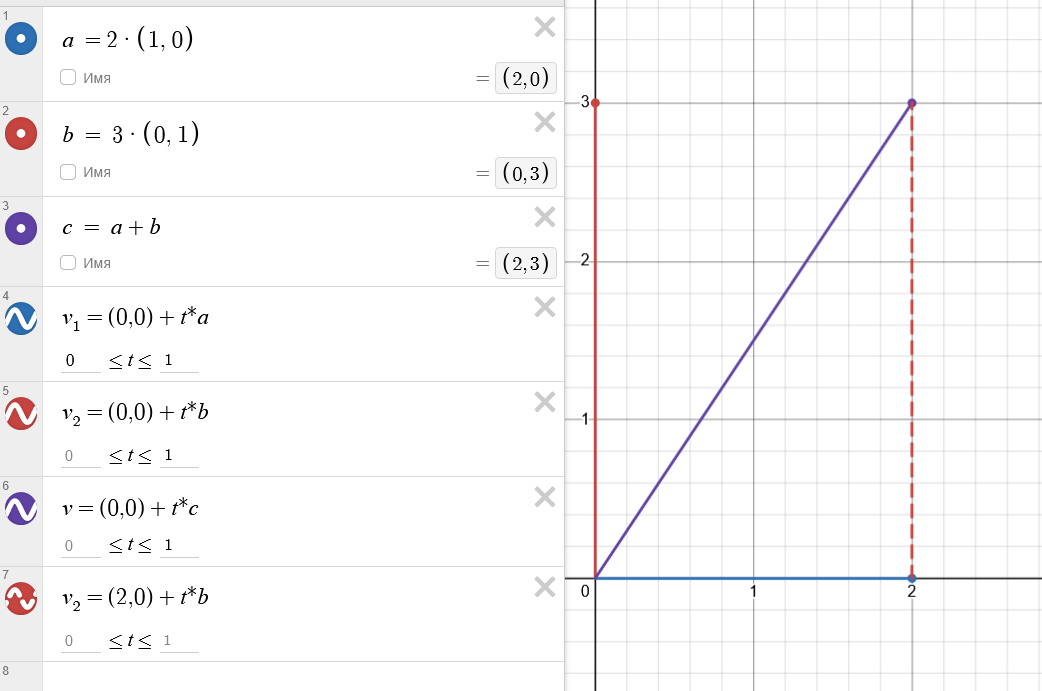 1
a = 2 · (1, 0)
Имя
= (2,0)
2
b = 3 · (0, 1)
Имя
= (0,3)
3
c = a + b
Имя
= (2,3)
4
v₁ = (0,0) + t*a
0 ≤ t ≤ 1
5
v₂ = (0,0) + t*b
0 ≤ t ≤ 1
6
v = (0,0) + t*c
0 ≤ t ≤ 1
7
v₂ = (2,0) + t*b
0 ≤ t ≤ 1
8
3
2
1
0
1
2